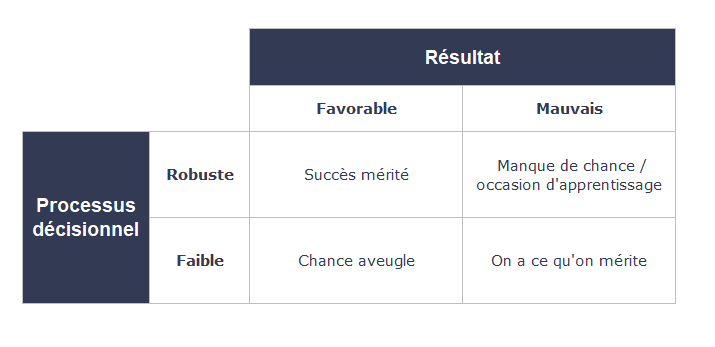 Résultat
Favorable
Mauvais
Processus
décisionnel
Robuste
Succès mérité
Manque de chance /
occasion d'apprentissage
Faible
Chance aveugle
On a ce qu'on mérite